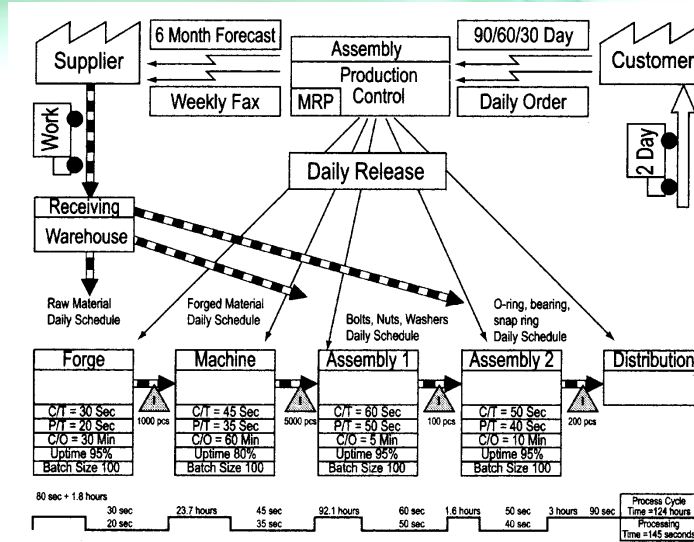 6 Month Forecast
90/60/30 Day
Supplier
Assembly
Customer
Production
Control
MRP
Weekly Fax
Daily Order
Work
2 Day
Daily Release
Receiving
Warehouse
Raw Material
Daily Schedule
Forged Material
Daily Schedule
Bolts, Nuts, Washers
Daily Schedule
O-ring, bearing,
snap ring
Daily Schedule
Forge
Machine
Assembly 1
Assembly 2
Distribution
I
I
I
I
1000 pcs
5000 pcs
100 pcs
200 pcs
C/T = 30 Sec
P/T = 20 Sec
C/O = 30 Min
Uptime 95%
Batch Size 100
C/T = 45 Sec
P/T = 35 Sec
C/O = 60 Min
Uptime 80%
Batch Size 100
C/T = 60 Sec
P/T = 50 Sec
C/O = 5 Min
Uptime 95%
Batch Size 100
C/T = 50 Sec
P/T = 40 Sec
C/O = 10 Min
Uptime 95%
Batch Size 100
80 sec + 1.8 hours
30 sec
23.7 hours
45 sec
92.1 hours
60 sec
1.6 hours
50 sec
3 hours
90 sec
20 sec
35 sec
50 sec
40 sec
Process Cycle
Time =124 hours
Processing
Time =145 seconds